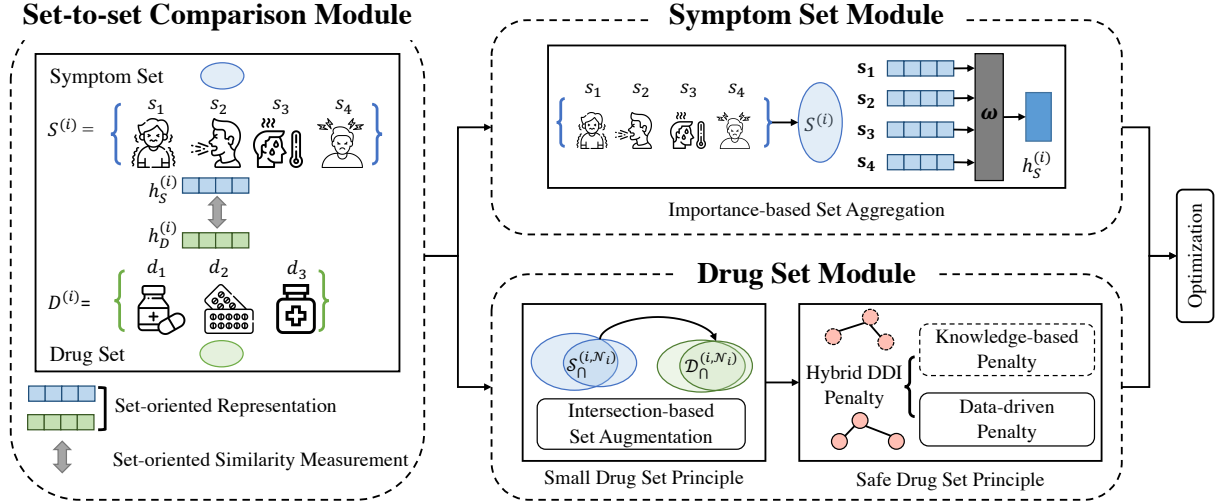 Set-to-set Comparison Module
Symptom Set
s₁ s₂ s₃ s₄
S⁽ⁱ⁾ = { }
h_S⁽ⁱ⁾
h_D⁽ⁱ⁾
d₁ d₂ d₃
D⁽ⁱ⁾= { }
Drug Set
Set-oriented Representation
Set-oriented Similarity Measurement
Symptom Set Module
s₁ s₂ s₃ s₄
{ } S⁽ⁱ⁾
s₁
s₂
s₃
s₄
ω
h_S⁽ⁱ⁾
Importance-based Set Aggregation
Drug Set Module
𝒮_∩^(i,𝒩ᵢ) 𝒟_∩^(i,𝒩ᵢ)
Intersection-based
Set Augmentation
Small Drug Set Principle
Hybrid DDI
Penalty
{
Knowledge-based
Penalty
Data-driven
Penalty
Safe Drug Set Principle
Optimization